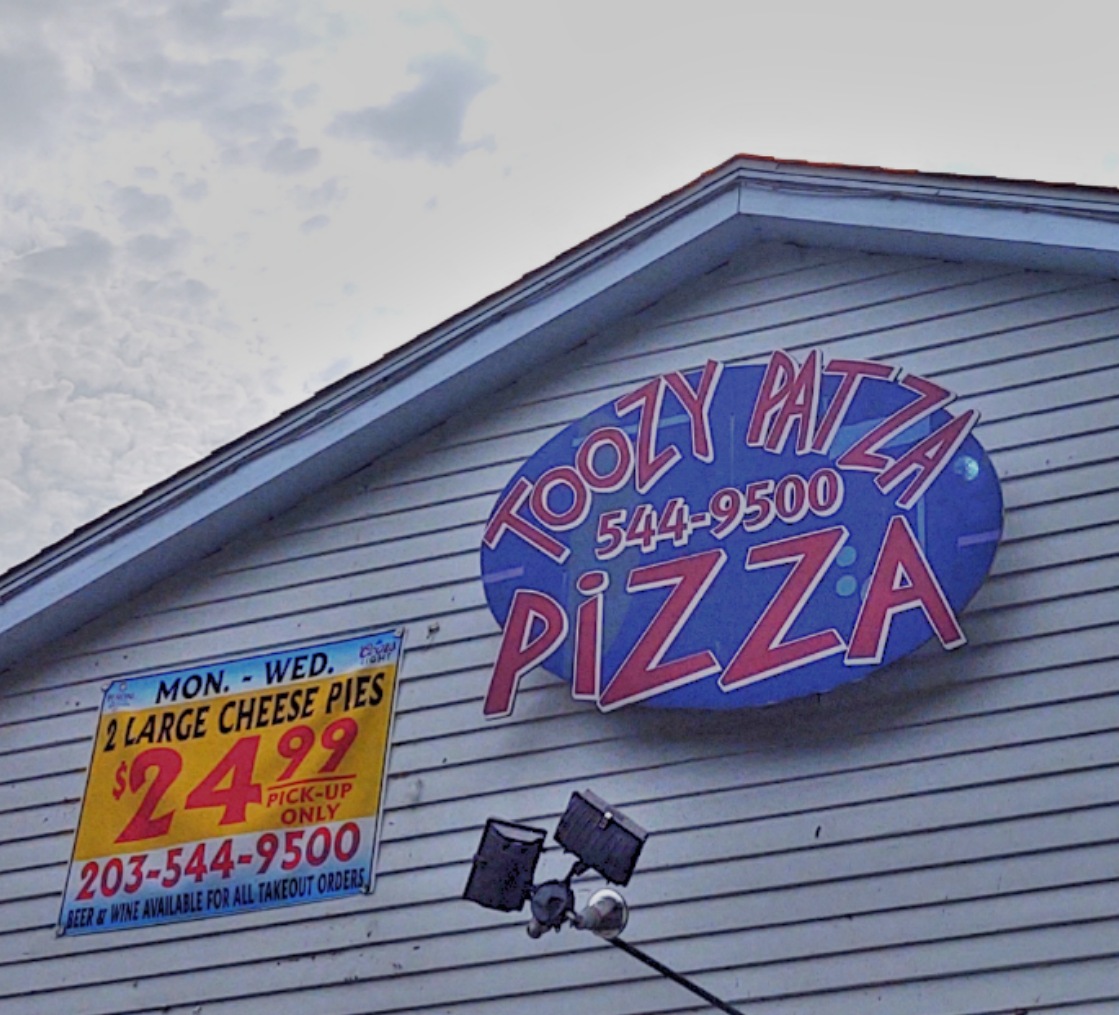 TOOZY PATZA
544-9500
PiZZA
MON. - WED.
2 LARGE CHEESE PIES
$24.99
PICK-UP
ONLY
203-544-9500
BEER & WINE AVAILABLE FOR ALL TAKEOUT ORDERS